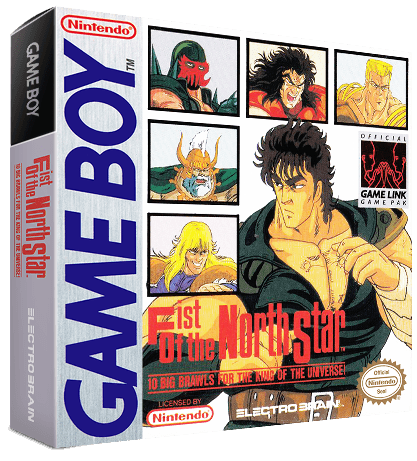 GAME BOY
Fist
Of the North Star
10 BIG BRAWLS FOR THE KING OF THE UNIVERSE!
ELECTRO BRAIN
Nintendo
GAME BOY
TM
OFFICIAL
GAME LINK
GAME PAK
Fist
Of the North Star
10 BIG BRAWLS FOR THE KING OF THE UNIVERSE!
LICENSED BY
Nintendo
ELECTRO BRAIN
Official
Nintendo
Seal